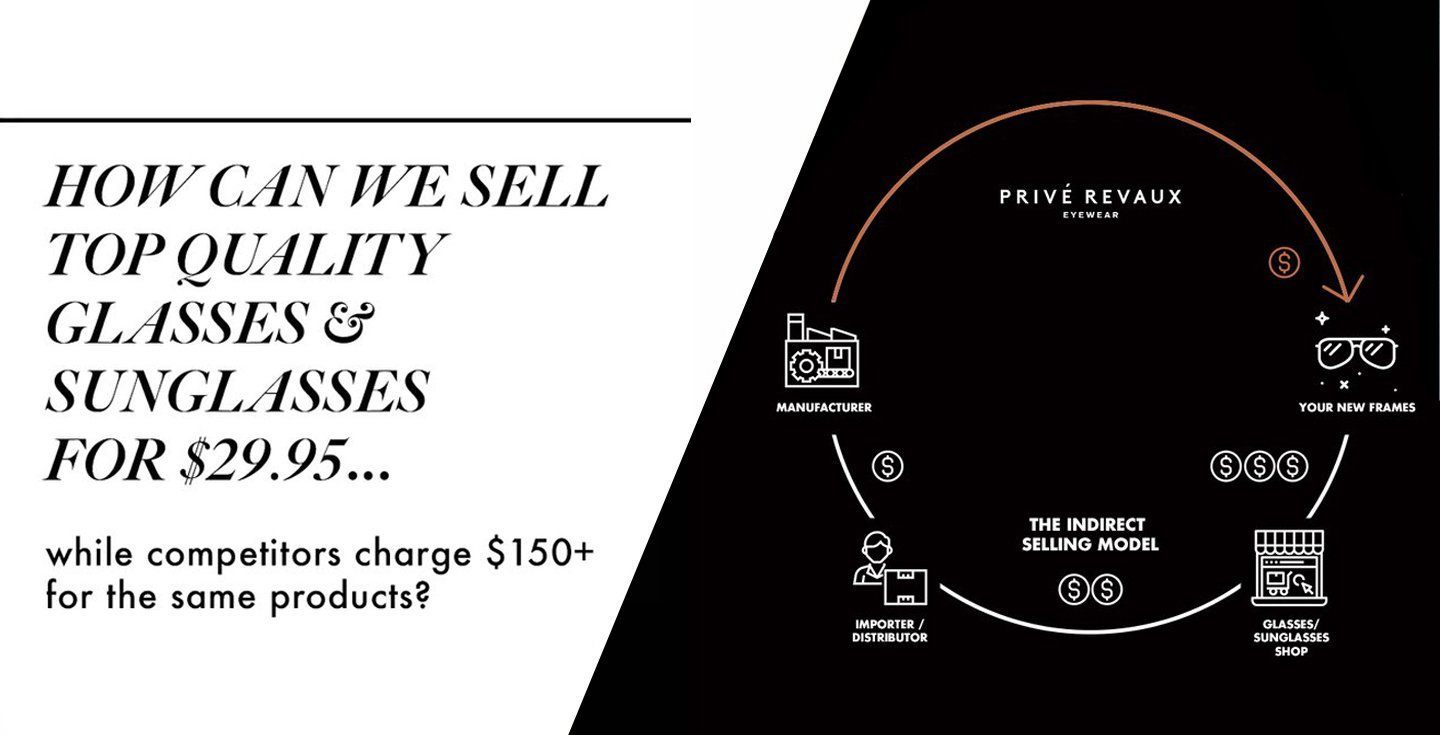 HOW CAN WE SELL
TOP QUALITY
GLASSES &
SUNGLASSES
FOR $29.95...
while competitors charge $150+
for the same products?
PRIVÉ REVAUX
EYEWEAR
$
MANUFACTURER
YOUR NEW FRAMES
$
$$$
THE INDIRECT
SELLING MODEL
$$
IMPORTER /
DISTRIBUTOR
GLASSES/
SUNGLASSES
SHOP